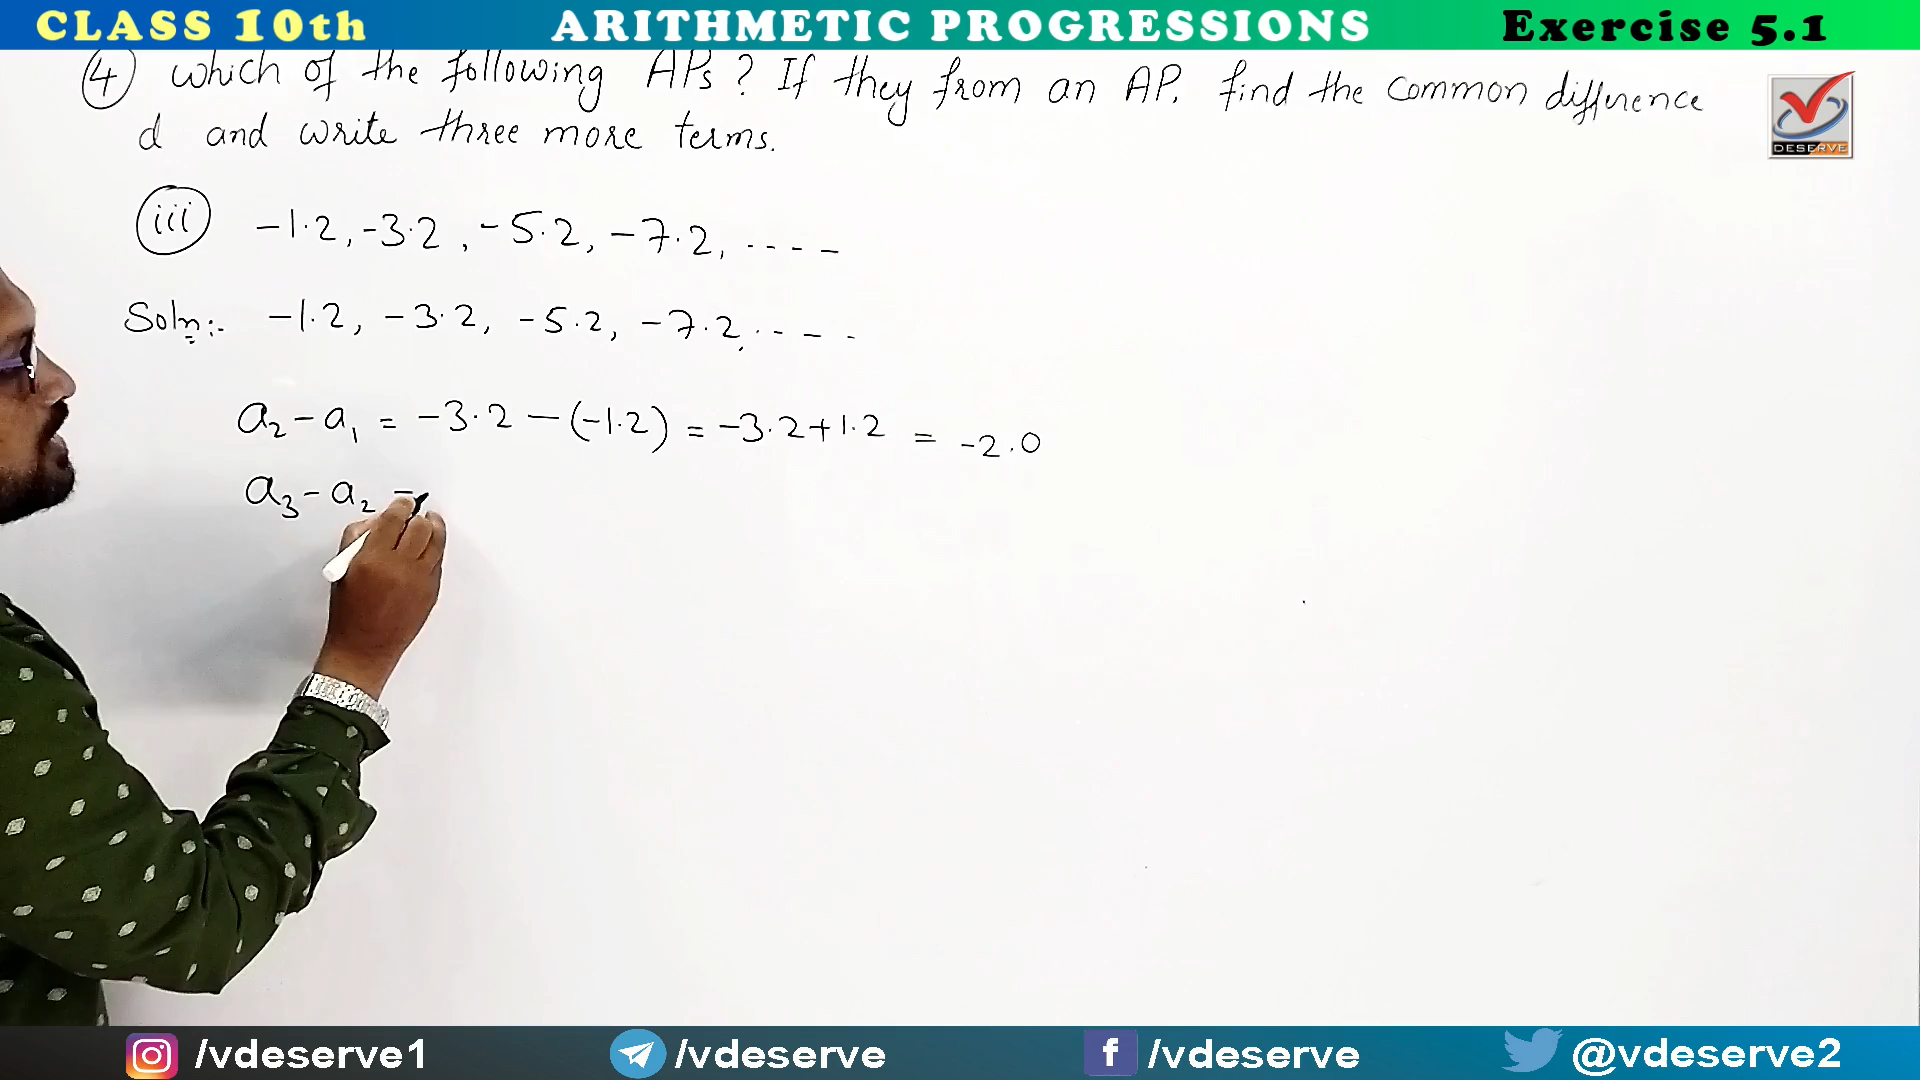 CLASS 10th ARITHMETIC PROGRESSIONS Exercise 5.1
④ Which of the following APs? If they from an AP. find the common difference
d and write three more terms.
DESERVE
(iii) -1.2, -3.2, -5.2, -7.2, ....
Soln:- -1.2, -3.2, -5.2, -7.2, ....
a₂ - a₁ = -3.2 - (-1.2) = -3.2 + 1.2 = -2.0
a₃ - a₂ =
/vdeserve1 /vdeserve /vdeserve @vdeserve2